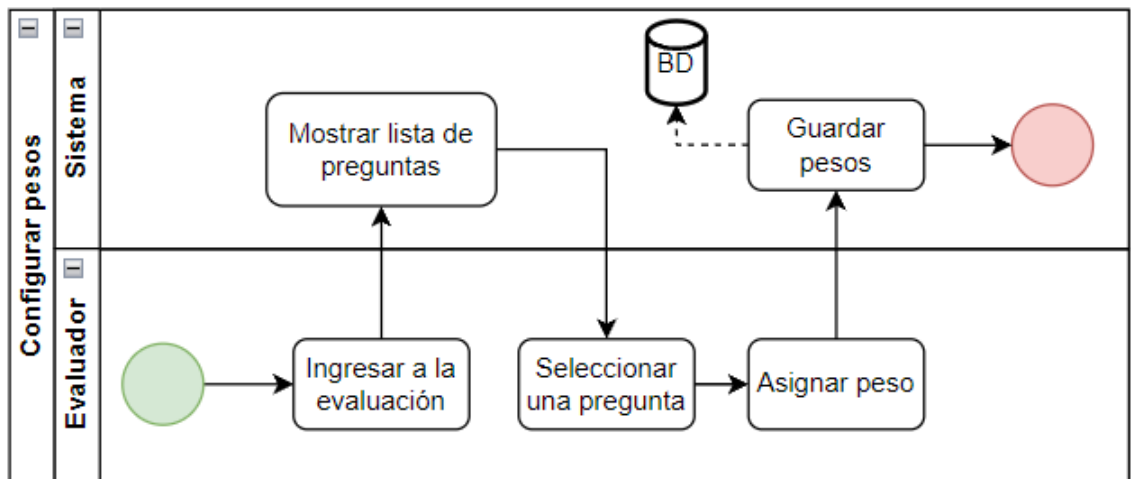 Configurar pesos
Sistema
Evaluador
BD
Mostrar lista de
preguntas
Guardar
pesos
Ingresar a la
evaluación
Seleccionar
una pregunta
Asignar peso